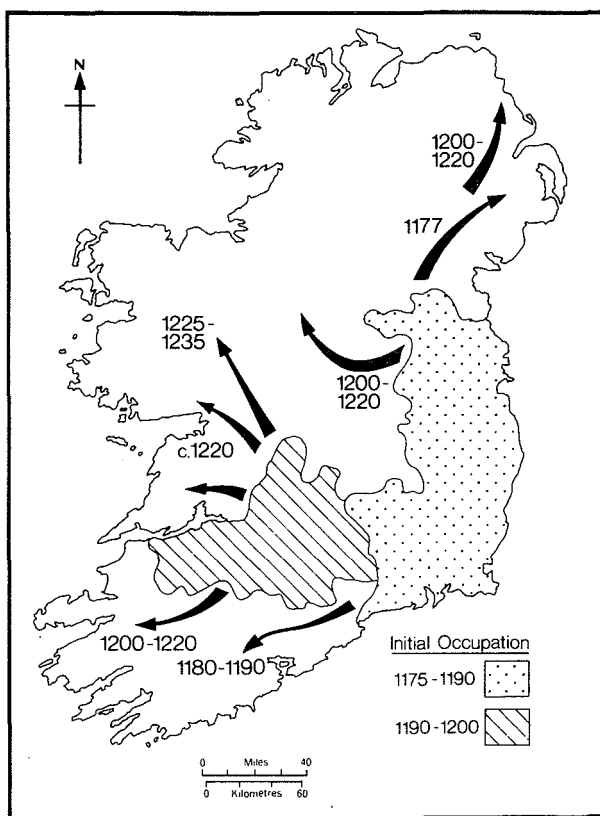 N
1200-
1220
1177
1225-
1235
1200-
1220
c.1220
1200-1220
1180-1190
Initial Occupation
1175-1190
1190-1200
0 Miles 40
0 Kilometres 60